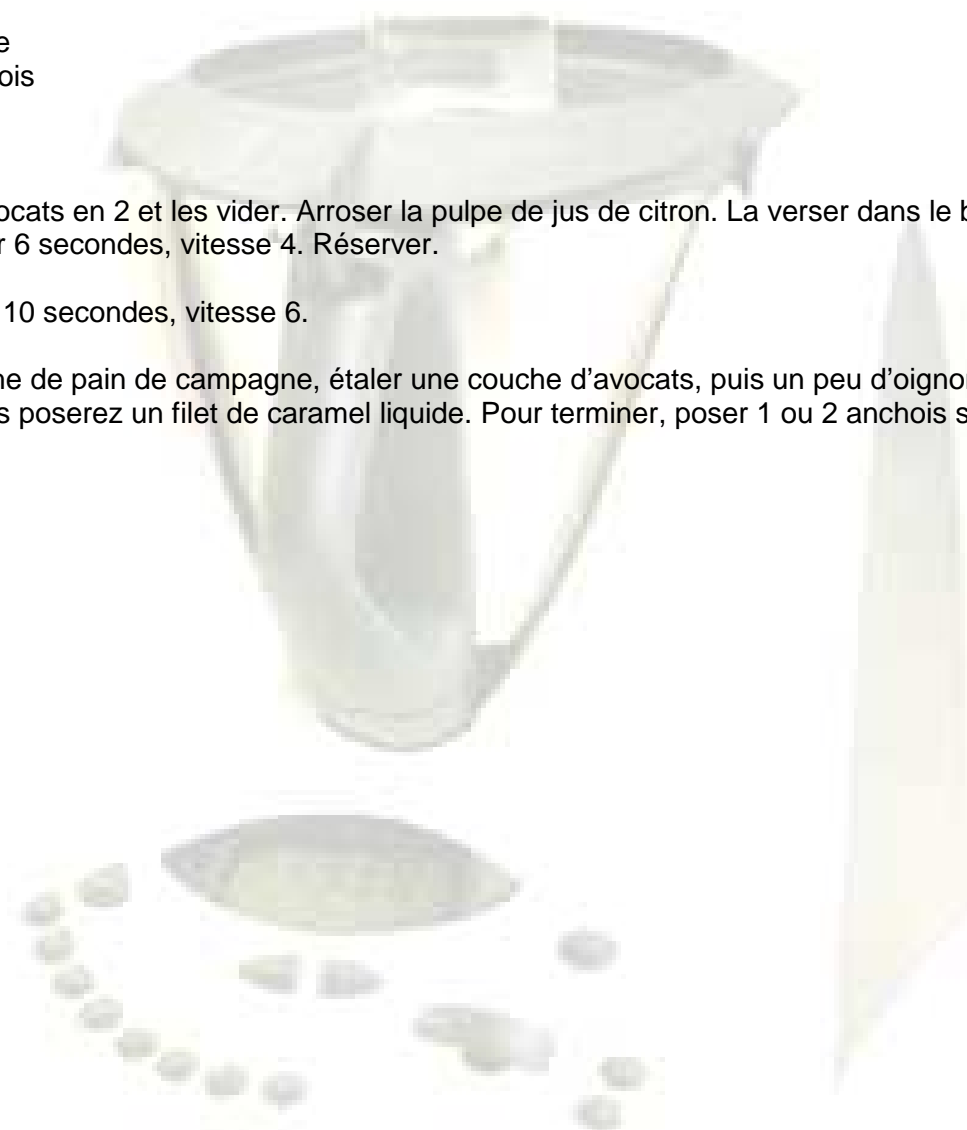 e
ois
ocats en 2 et les vider. Arroser la pulpe de jus de citron. La verser dans le b
r 6 secondes, vitesse 4. Réserver.
10 secondes, vitesse 6.
ne de pain de campagne, étaler une couche d’avocats, puis un peu d’oigno
s poserez un filet de caramel liquide. Pour terminer, poser 1 ou 2 anchois s